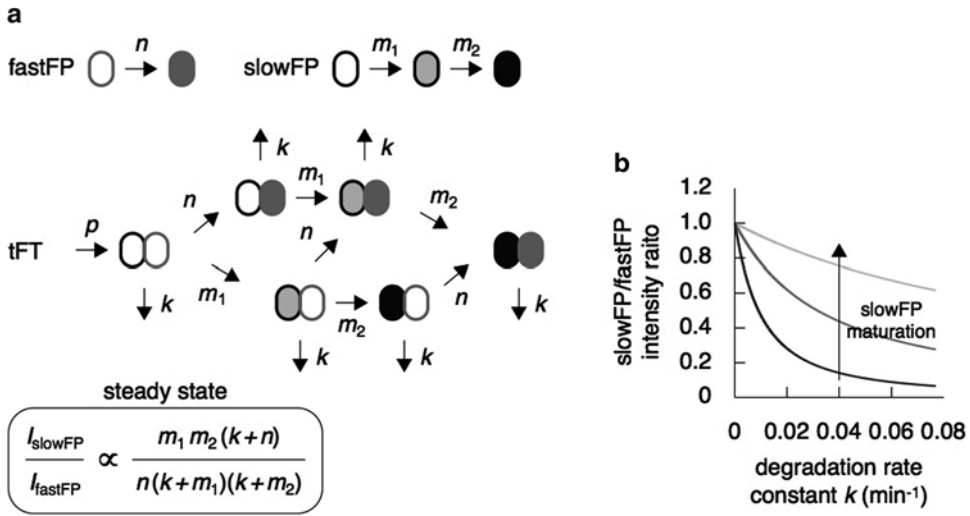 a
fastFP n slowFP m1 m2
k k
m1
n m2
p n
tFT
m1 m2 n
k k
k k
steady state
IslowFP ∝ m1 m2 (k+n)
IfastFP n (k+m1)(k+m2)
b
1.2
1.0
0.8
0.6
0.4
0.2
0
slowFP/fastFP
intensity raito
slowFP
maturation
0 0.02 0.04 0.06 0.08
degradation rate
constant k (min-1)